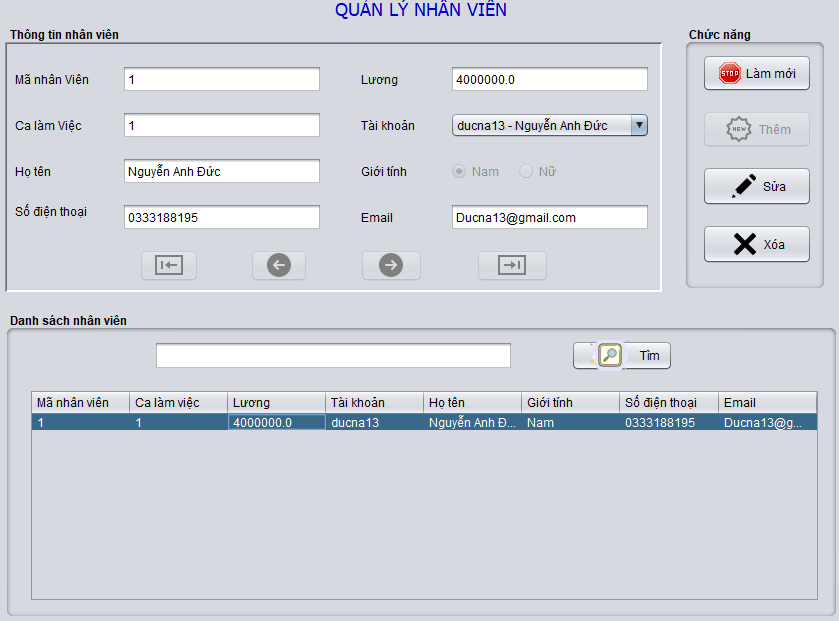 QUẢN LÝ NHÂN VIÊN
Thông tin nhân viên
Mã nhân Viên 1 Lương 4000000.0
Ca làm Việc 1 Tài khoản ducna13 - Nguyễn Anh Đức
Họ tên Nguyễn Anh Đức Giới tính Nam Nữ
Số điện thoại 0333188195 Email Ducna13@gmail.com
Chức năng
STOP Làm mới
NEW Thêm
Sửa
Xóa
Danh sách nhân viên
Tìm
Mã nhân viên Ca làm việc Lương Tài khoản Họ tên Giới tính Số điện thoại Email
1 1 4000000.0 ducna13 Nguyễn Anh Đ... Nam 0333188195 Ducna13@g...